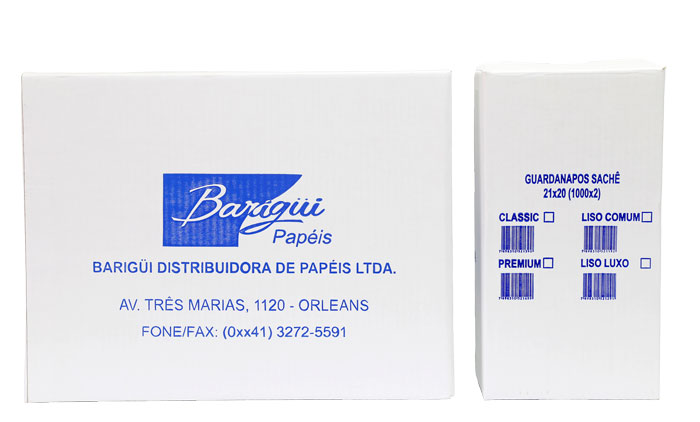 Barigüi
Papéis
BARIGÜI DISTRIBUIDORA DE PAPÉIS LTDA.
AV. TRÊS MARIAS, 1120 - ORLEANS
FONE/FAX: (0xx41) 3272-5591
GUARDANAPOS SACHÊ
21x20 (1000x2)
CLASSIC LISO COMUM
PREMIUM LISO LUXO